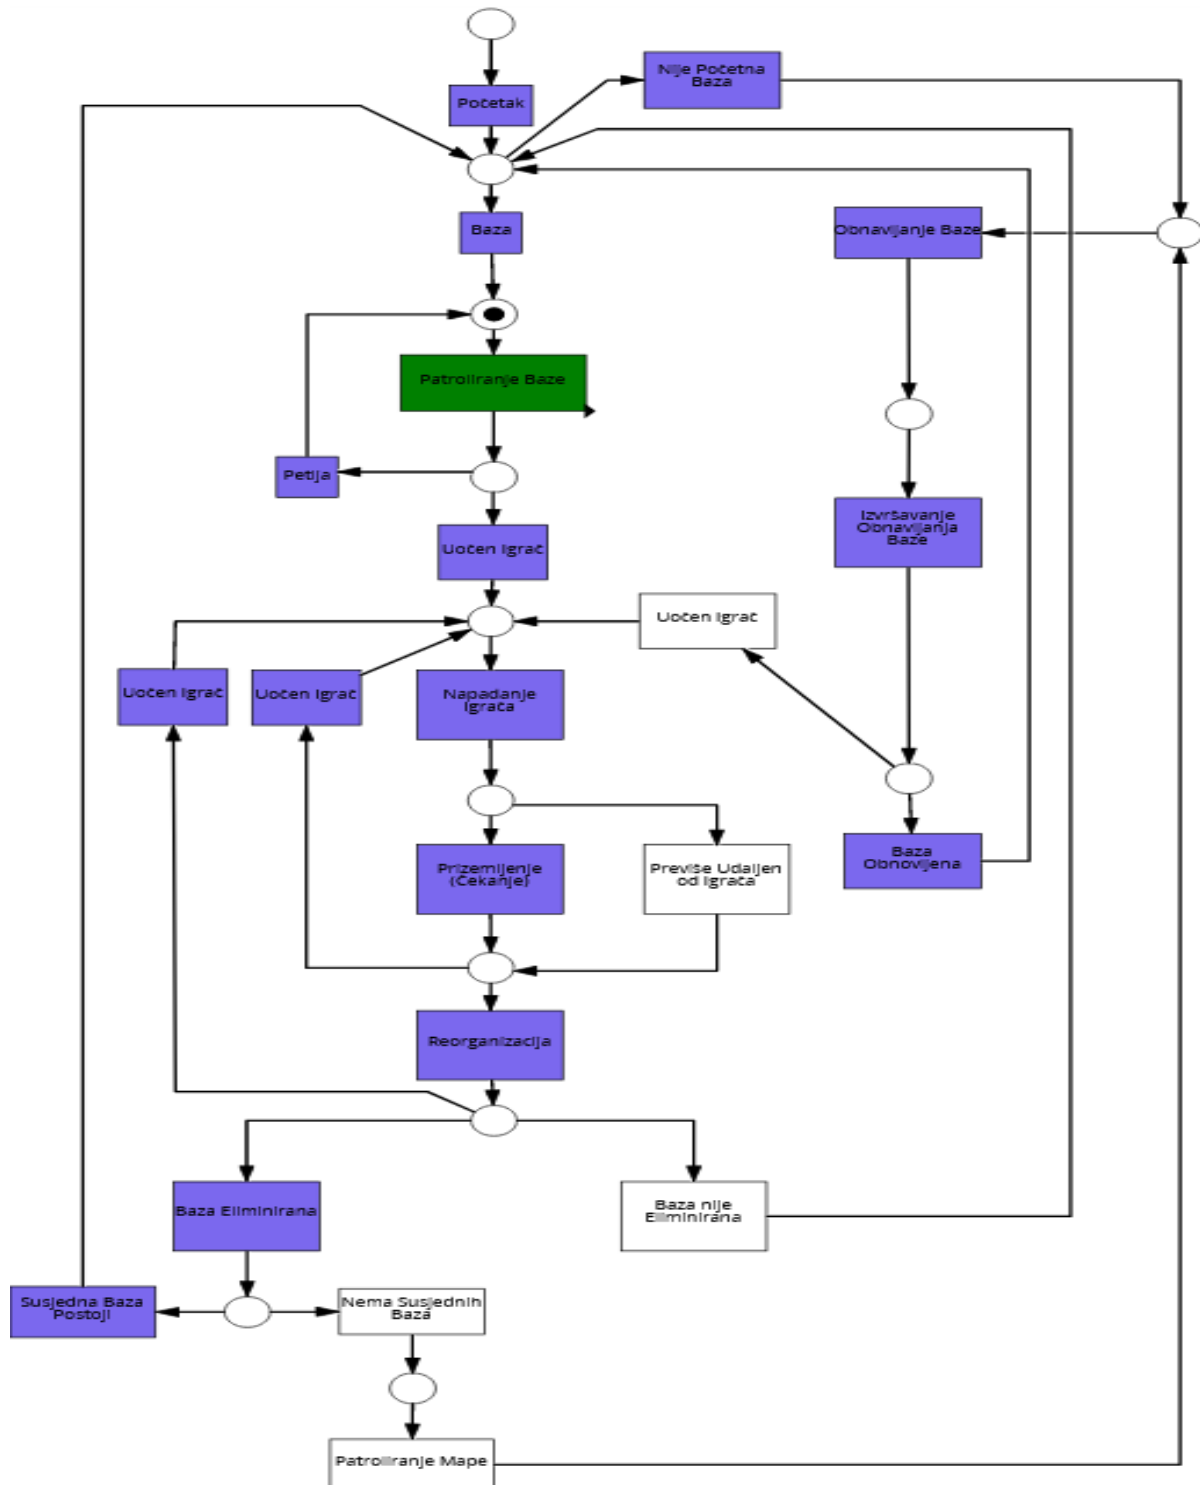 Nije Početna
Baza
Početak
Baza
Obnavljanje Baze
Patroliranje Baze
Petlja
Izvršavanje
Obnavljanja
Baze
Uočen Igrač
Uočen Igrač
Uočen Igrač
Uočen Igrač
Napadanje
Igrača
Prizemljenje
(Čekanje)
Previše Udaljen
od Igrača
Baza
Obnovljena
Reorganizacija
Baza Eliminirana
Baza nije
Eliminirana
Susjedna Baza
Postoji
Nema Susjednih
Baza
Patroliranje Mape